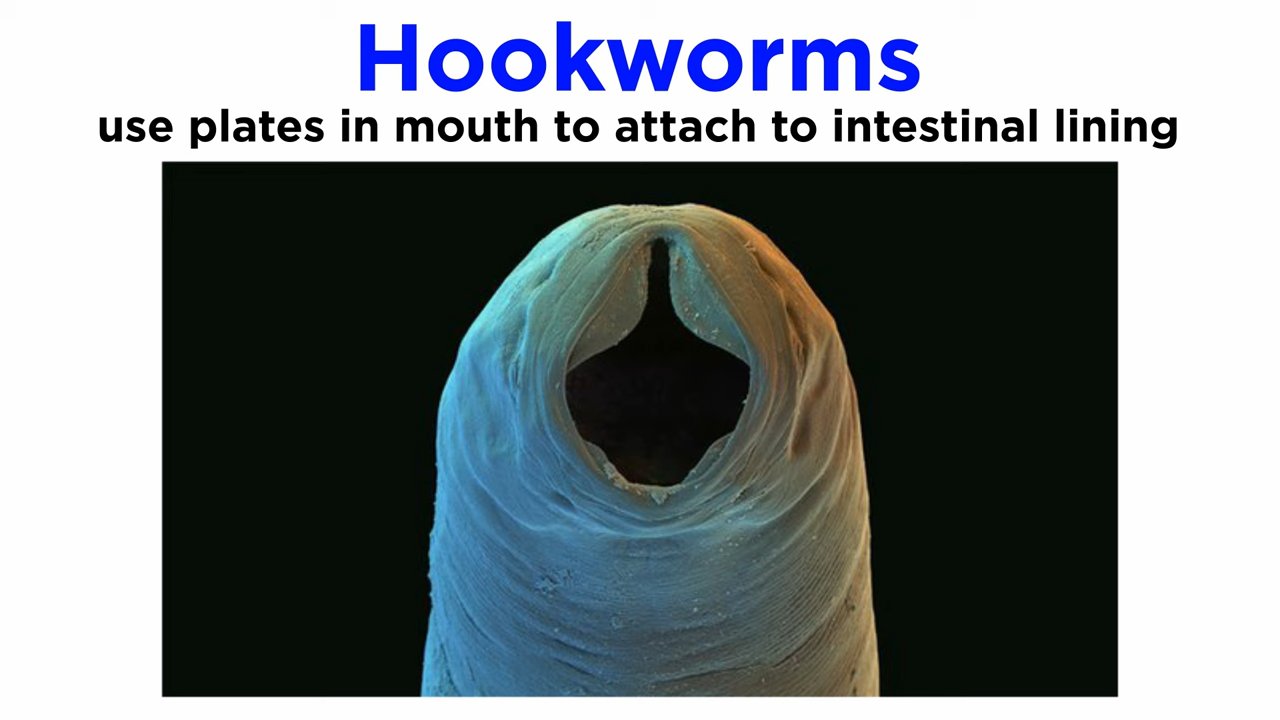 Hookworms
use plates in mouth to attach to intestinal lining